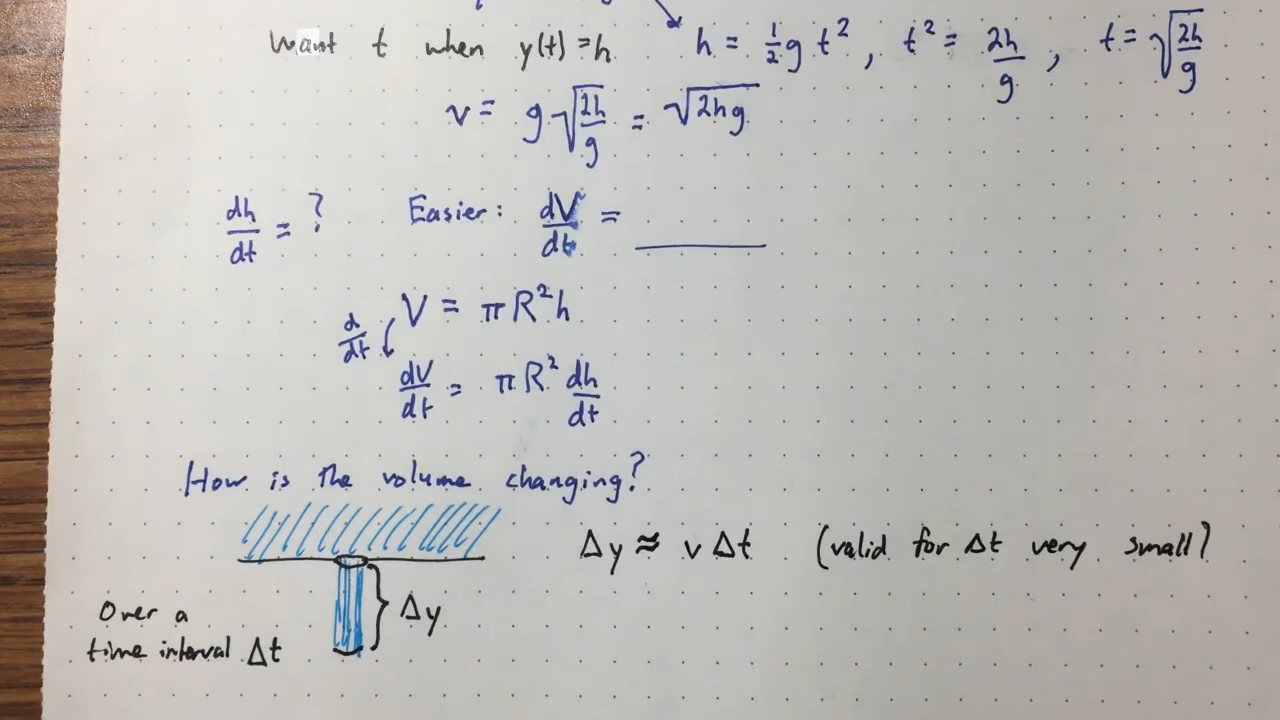 Want t when y(t) = h h = ½ g t², t² = 2h/g, t = √(2h/g)
v = g√(2h/g) = √(2hg)
dh/dt = ? Easier: dV/dt = ____
V = πR²h
d/dt
dV/dt = πR² dh/dt
How is the volume changing?
Δy ≈ v Δt (valid for Δt very small)
Over a
time interval Δt
Δy